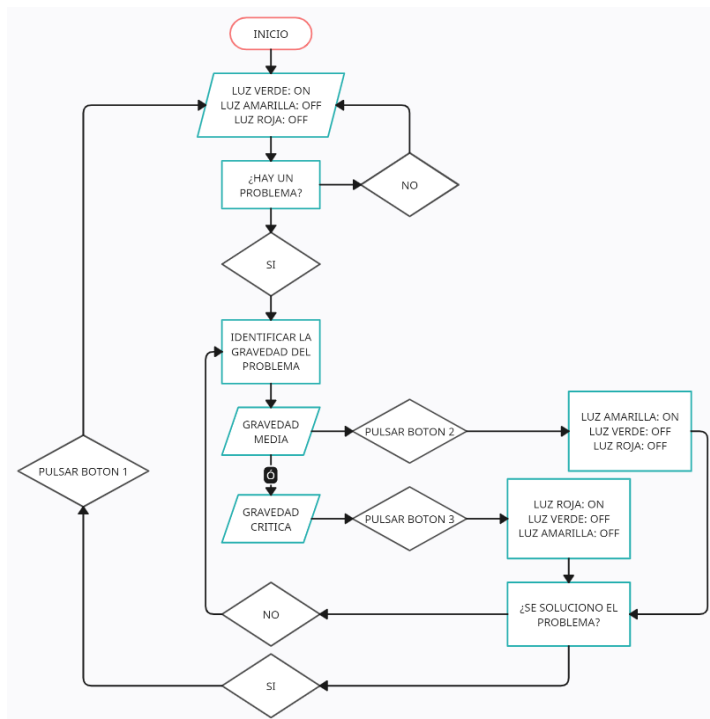 INICIO
LUZ VERDE: ON
LUZ AMARILLA: OFF
LUZ ROJA: OFF
¿HAY UN
PROBLEMA?
NO
SI
IDENTIFICAR LA
GRAVEDAD DEL
PROBLEMA
GRAVEDAD
MEDIA
PULSAR BOTON 2
LUZ AMARILLA: ON
LUZ VERDE: OFF
LUZ ROJA: OFF
PULSAR BOTON 1
Ó
GRAVEDAD
CRITICA
PULSAR BOTON 3
LUZ ROJA: ON
LUZ VERDE: OFF
LUZ AMARILLA: OFF
¿SE SOLUCIONO EL
PROBLEMA?
NO
SI